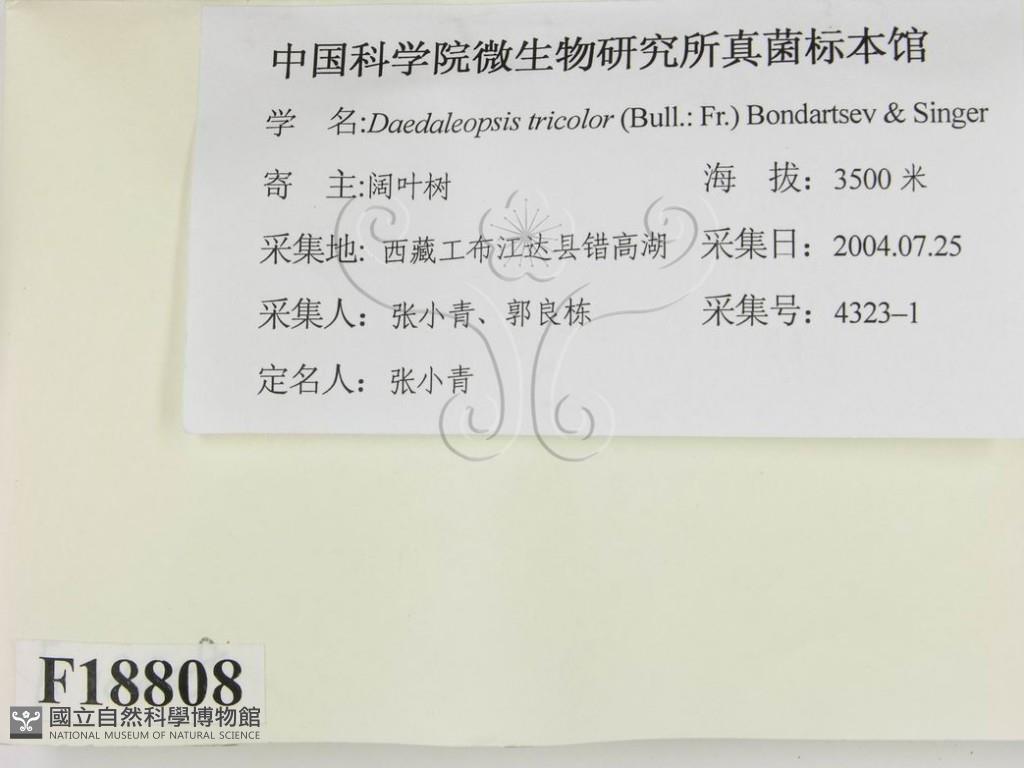 中国科学院微生物研究所真菌标本馆
学 名:Daedaleopsis tricolor (Bull.: Fr.) Bondartsev & Singer
寄 主:阔叶树 海 拔：3500 米
采集地: 西藏工布江达县错高湖 采集日：2004.07.25
采集人：张小青、郭良栋 采集号：4323–1
定名人：张小青
F18808
國立自然科學博物館
NATIONAL MUSEUM OF NATURAL SCIENCE